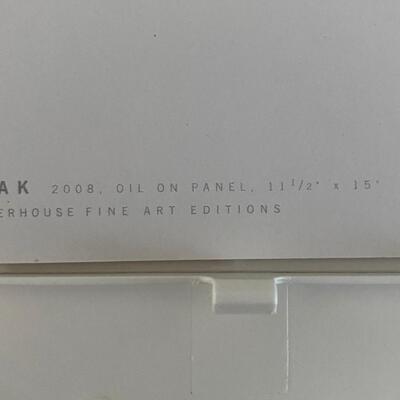 AK 2008, OIL ON PANEL, 11 1/2" x 15"
ERHOUSE FINE ART EDITIONS